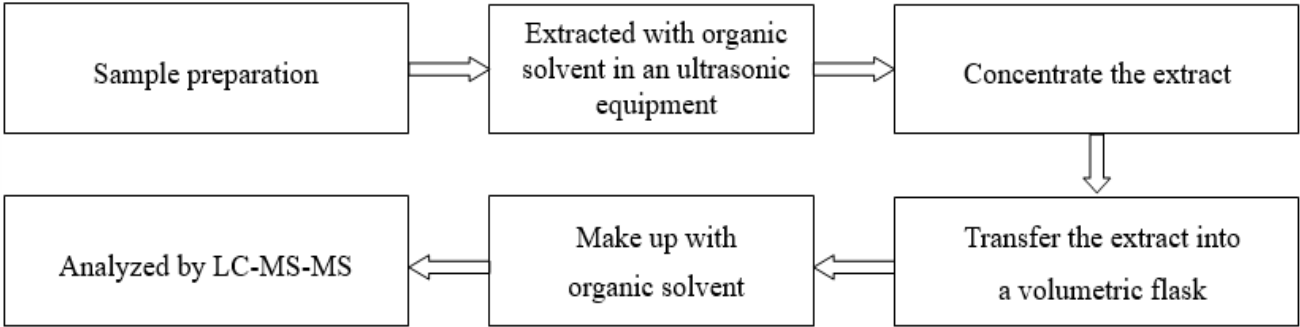 Sample preparation
Extracted with organic
solvent in an ultrasonic
equipment
Concentrate the extract
Transfer the extract into
a volumetric flask
Make up with
organic solvent
Analyzed by LC-MS-MS